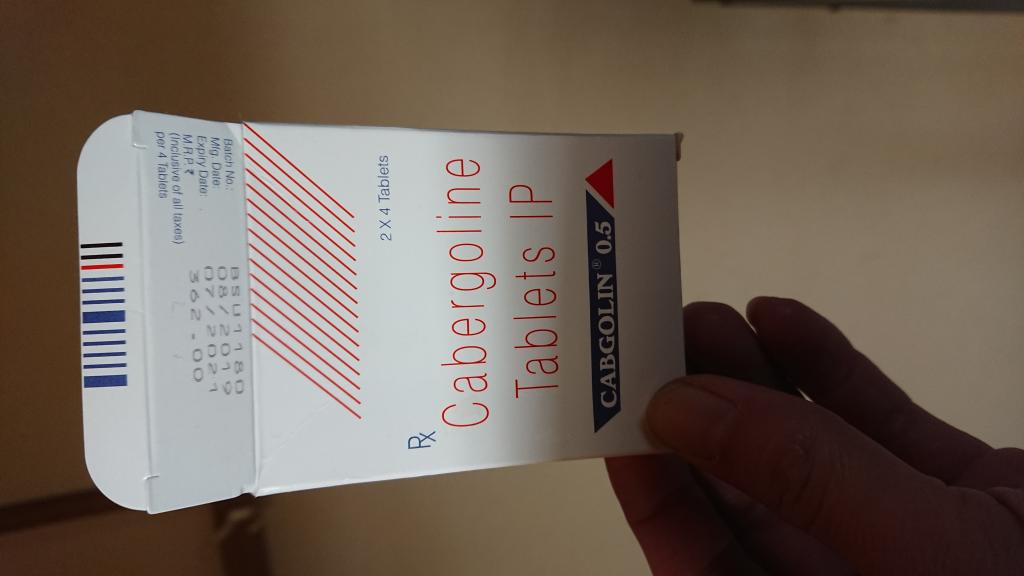 Rx
Cabergoline
Tablets IP
2 X 4 Tablets
CABGOLIN® 0.5
Batch No.: BSU1180
Mfg. Date: 08/2019
Expiry Date: 07/2021
M.R.P. ₹ 362.00
(Inclusive of all taxes)
per 4 Tablets